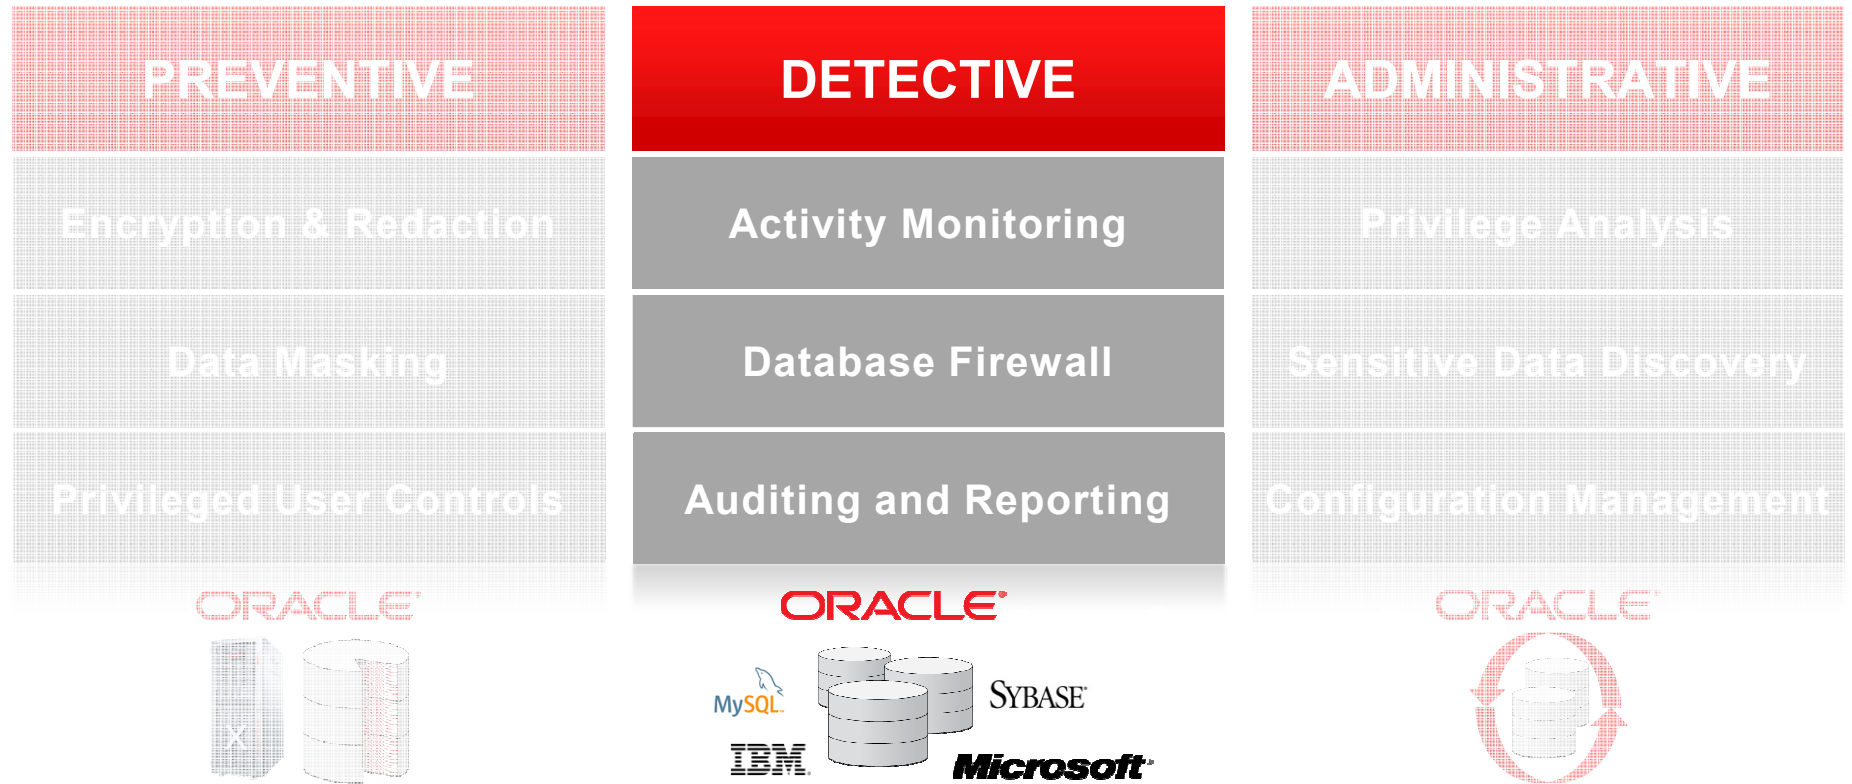 PREVENTIVE
Encryption & Redaction
Data Masking
Privileged User Controls
ORACLE®
X
DETECTIVE
Activity Monitoring
Database Firewall
Auditing and Reporting
ORACLE®
MySQL™
SYBASE®
IBM®
Microsoft®
ADMINISTRATIVE
Privilege Analysis
Sensitive Data Discovery
Configuration Management
ORACLE®